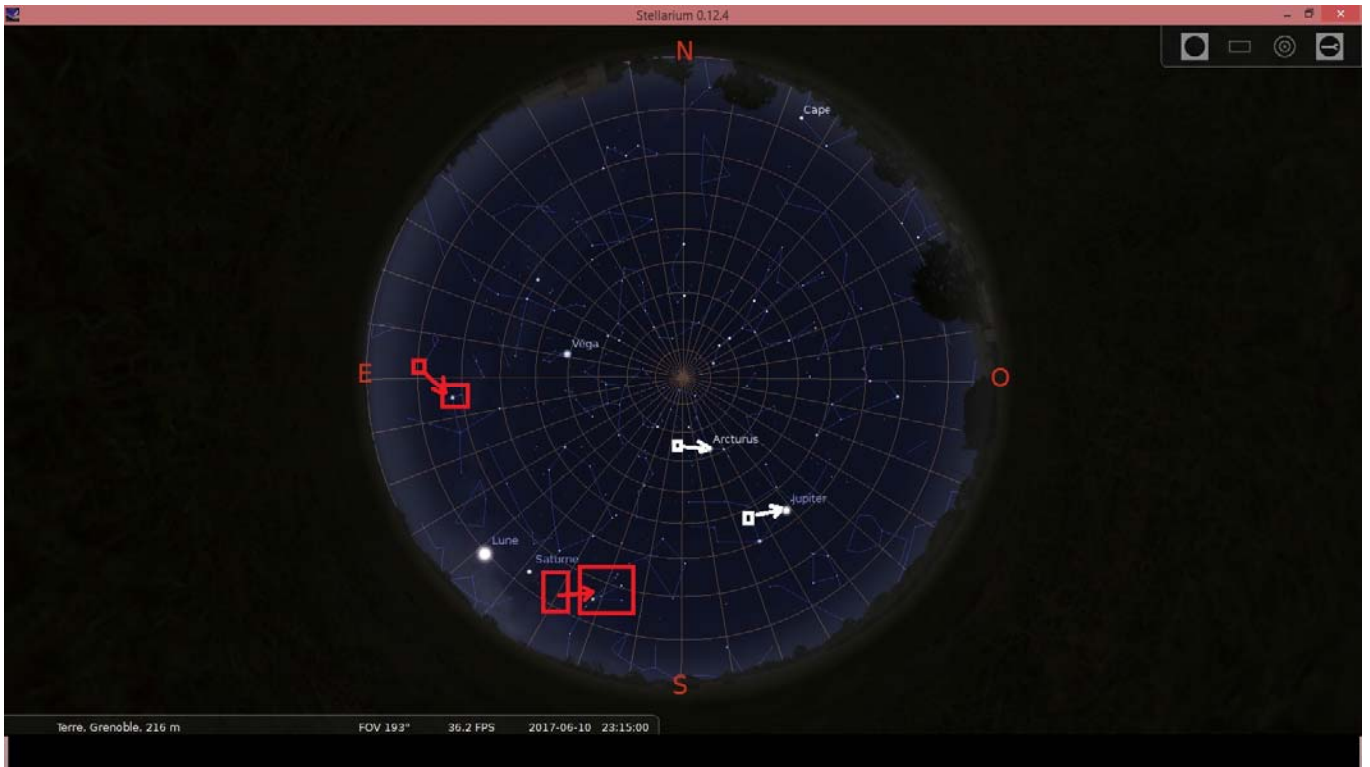 Stellarium 0.12.4
N
Cape
Véga
E
O
Arcturus
Jupiter
Lune
Saturne
S
Terre, Grenoble, 216 m FOV 193° 36.2 FPS 2017-06-10 23:15:00